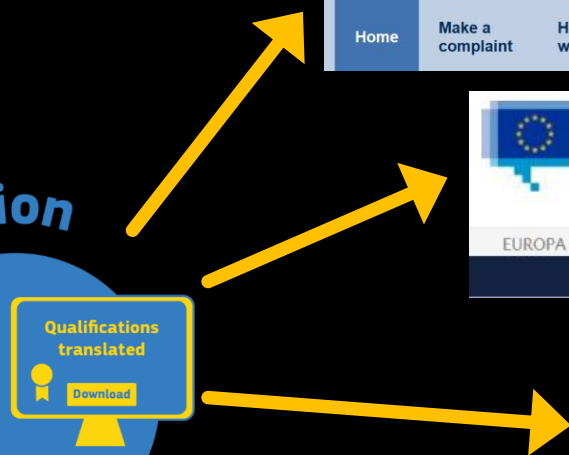 Home
Make a
complaint
EUROPA
ion
Qualifications
translated
Download